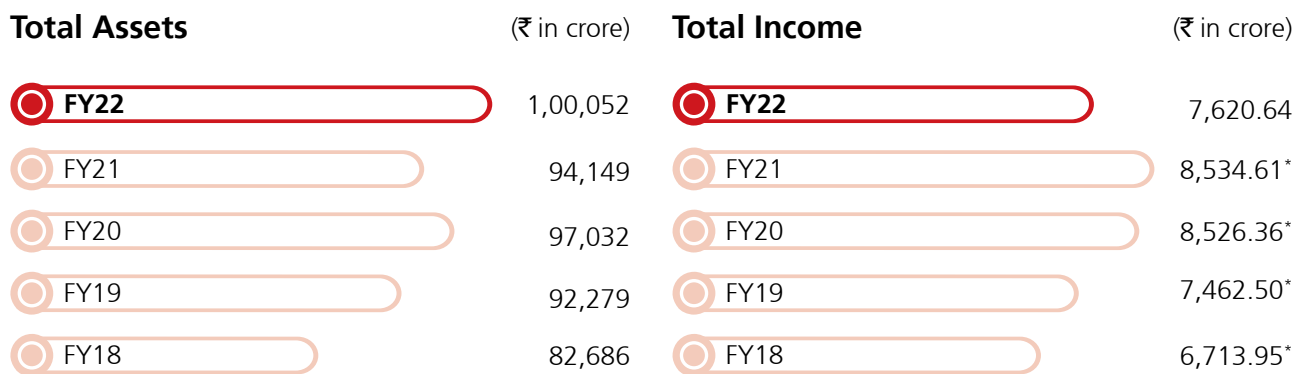 Total Assets (₹ in crore)
FY22 1,00,052
FY21 94,149
FY20 97,032
FY19 92,279
FY18 82,686
Total Income (₹ in crore)
FY22 7,620.64
FY21 8,534.61*
FY20 8,526.36*
FY19 7,462.50*
FY18 6,713.95*